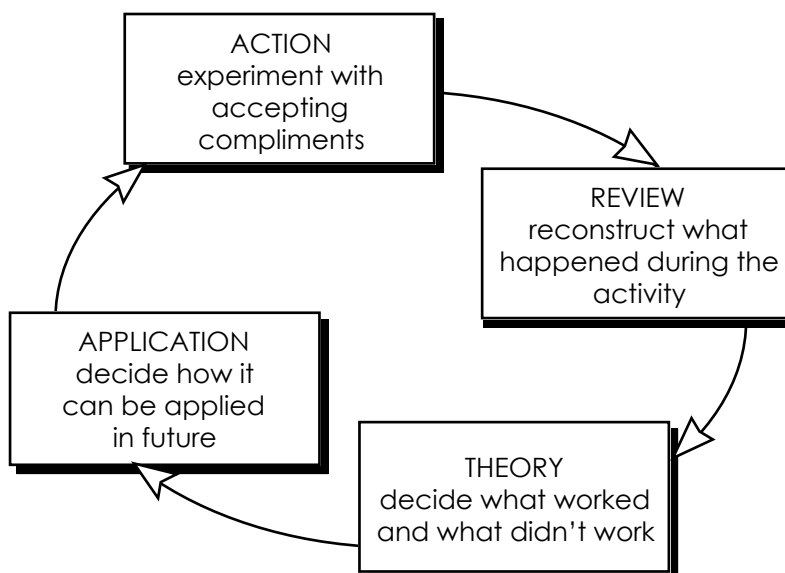 ACTION
experiment with
accepting
compliments
REVIEW
reconstruct what
happened during the
activity
THEORY
decide what worked
and what didn’t work
APPLICATION
decide how it
can be applied
in future